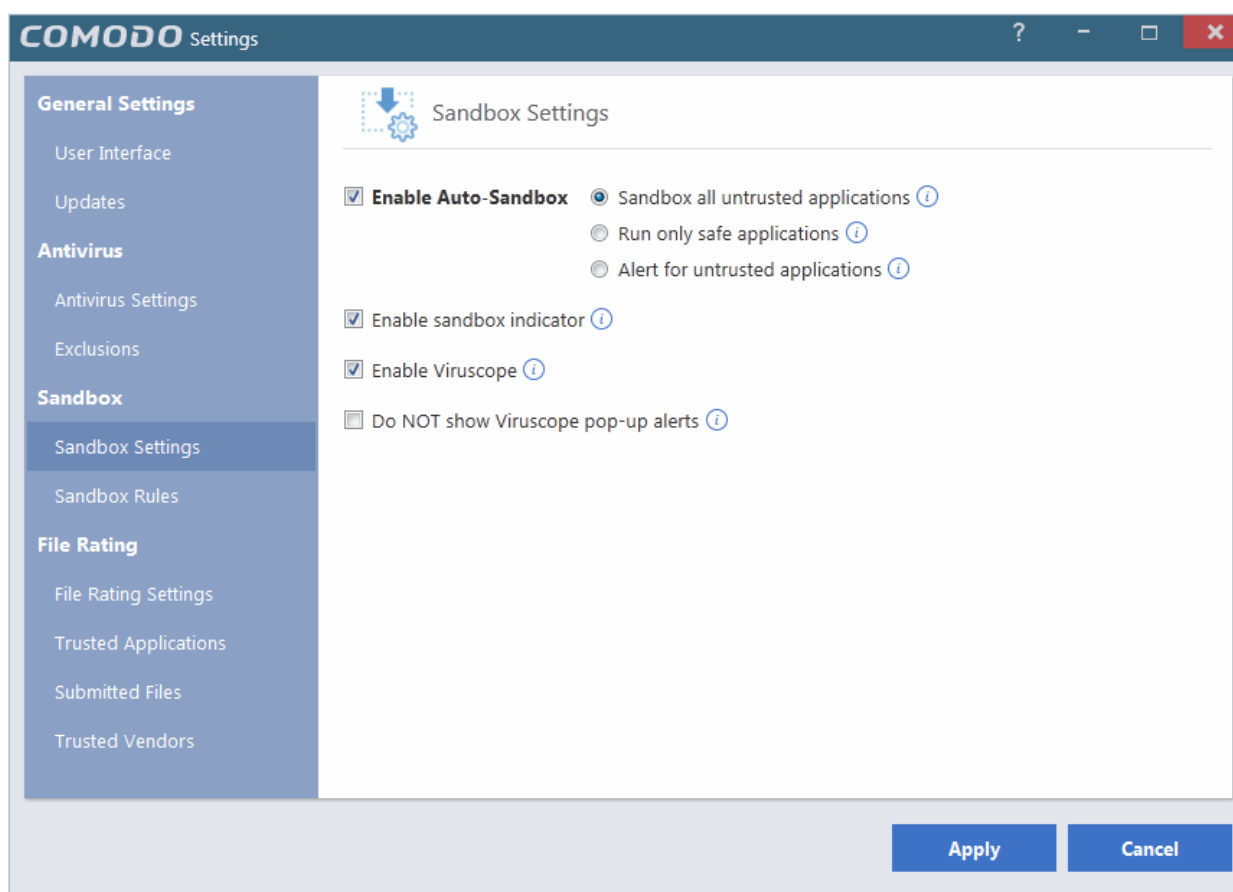 COMODO Settings
?
General Settings
User Interface
Updates
Antivirus
Antivirus Settings
Exclusions
Sandbox
Sandbox Settings
Sandbox Rules
File Rating
File Rating Settings
Trusted Applications
Submitted Files
Trusted Vendors
Sandbox Settings
Enable Auto-Sandbox
Sandbox all untrusted applications i
Run only safe applications i
Alert for untrusted applications i
Enable sandbox indicator i
Enable Viruscope i
Do NOT show Viruscope pop-up alerts i
Apply
Cancel